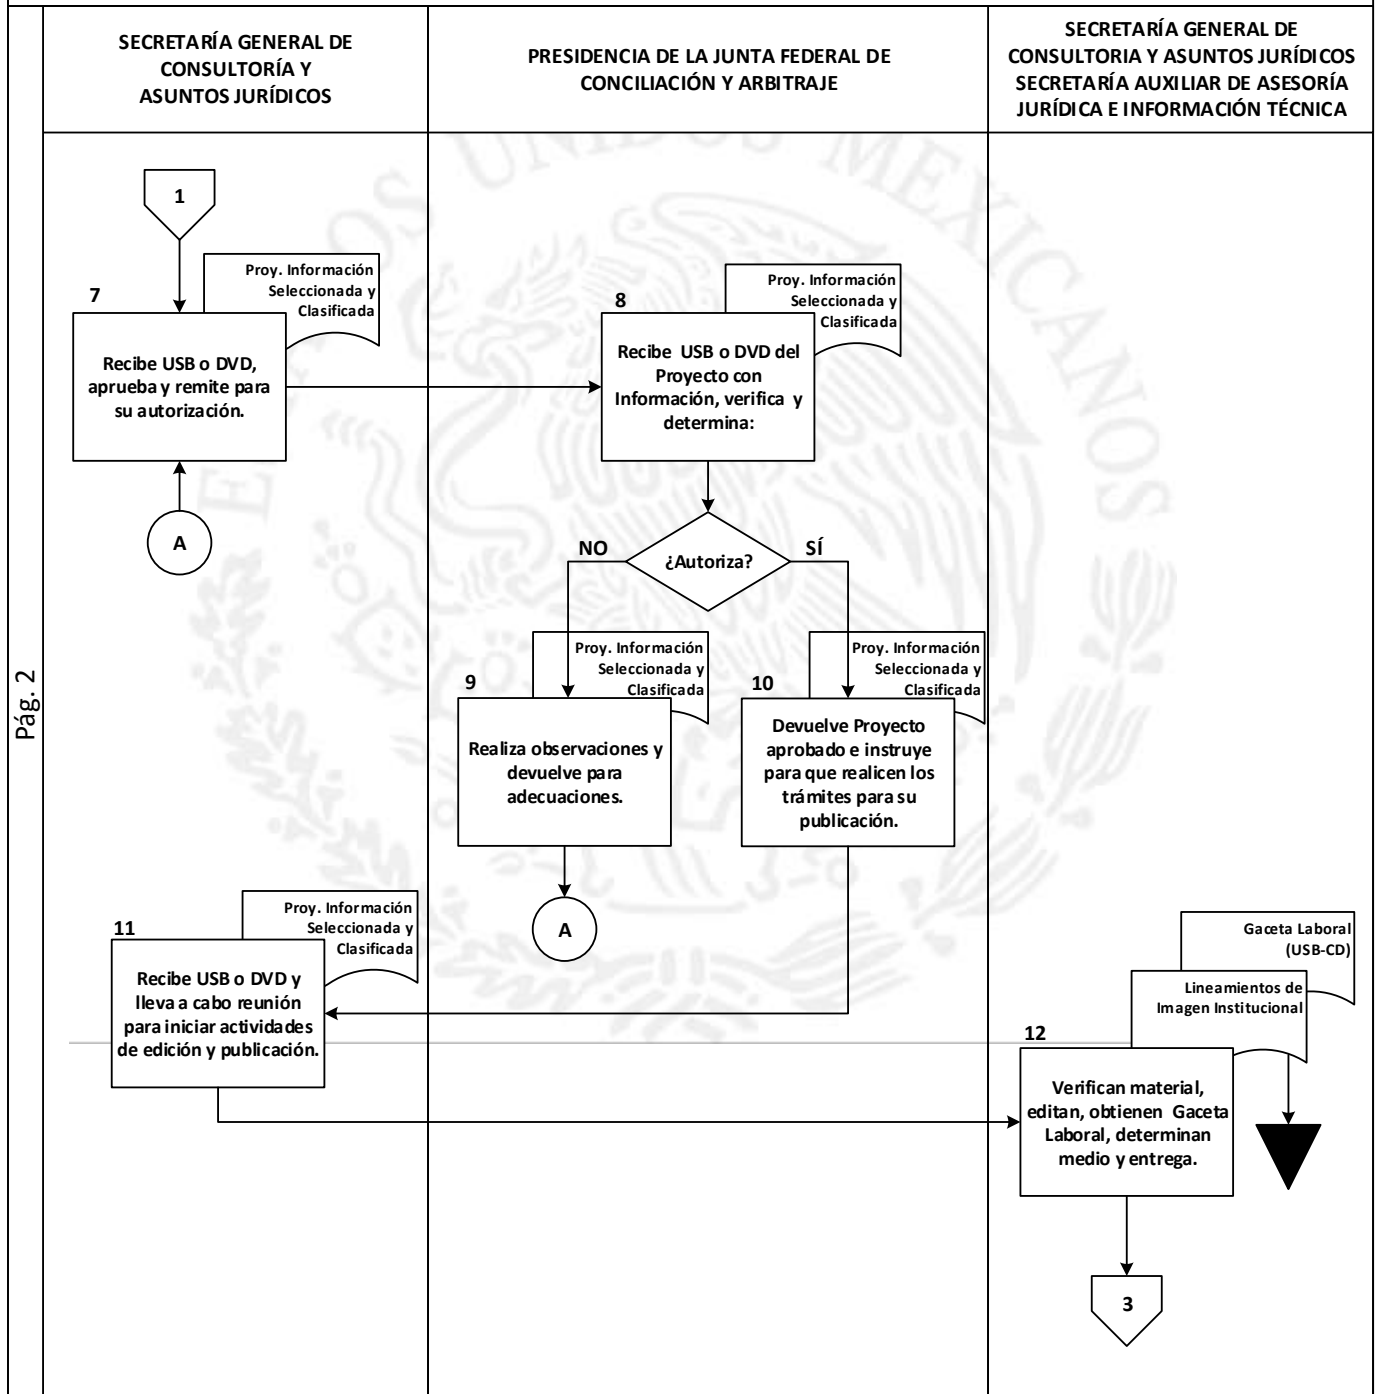 SECRETARÍA GENERAL DE
CONSULTORÍA Y
ASUNTOS JURÍDICOS
PRESIDENCIA DE LA JUNTA FEDERAL DE
CONCILIACIÓN Y ARBITRAJE
SECRETARÍA GENERAL DE
CONSULTORIA Y ASUNTOS JURÍDICOS
SECRETARÍA AUXILIAR DE ASESORÍA
JURÍDICA E INFORMACIÓN TÉCNICA
Pág. 2
ESTADOS UNIDOS MEXICANOS
1
7
Proy. Información
Seleccionada y
Clasificada
Recibe USB o DVD,
aprueba y remite para
su autorización.
A
8
Proy. Información
Seleccionada y
Clasificada
Recibe USB o DVD del
Proyecto con
Información, verifica y
determina:
¿Autoriza?
NO
SÍ
9
Proy. Información
Seleccionada y
Clasificada
Realiza observaciones y
devuelve para
adecuaciones.
A
10
Proy. Información
Seleccionada y
Clasificada
Devuelve Proyecto
aprobado e instruye
para que realicen los
trámites para su
publicación.
11
Proy. Información
Seleccionada y
Clasificada
Recibe USB o DVD y
lleva a cabo reunión
para iniciar actividades
de edición y publicación.
12
Gaceta Laboral
(USB-CD)
Lineamientos de
Imagen Institucional
Verifican material,
editan, obtienen Gaceta
Laboral, determinan
medio y entrega.
3